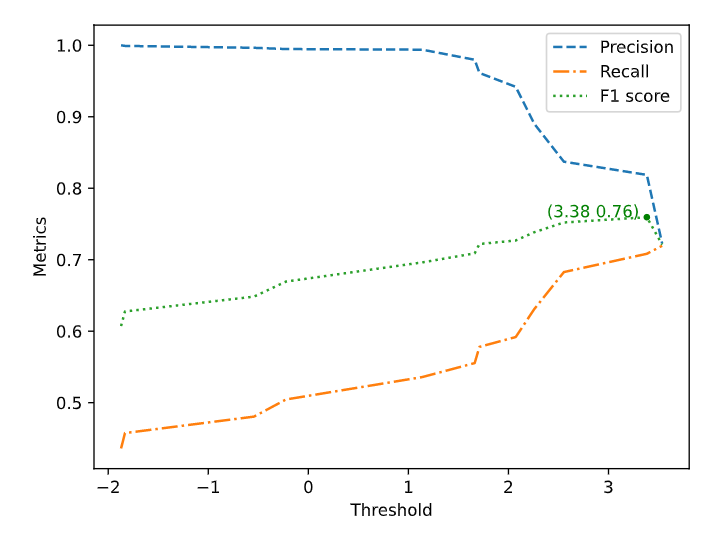 1.0
0.9
0.8
0.7
0.6
0.5
Metrics
Precision
Recall
F1 score
(3.38 0.76)
−2
−1
0
1
2
3
Threshold